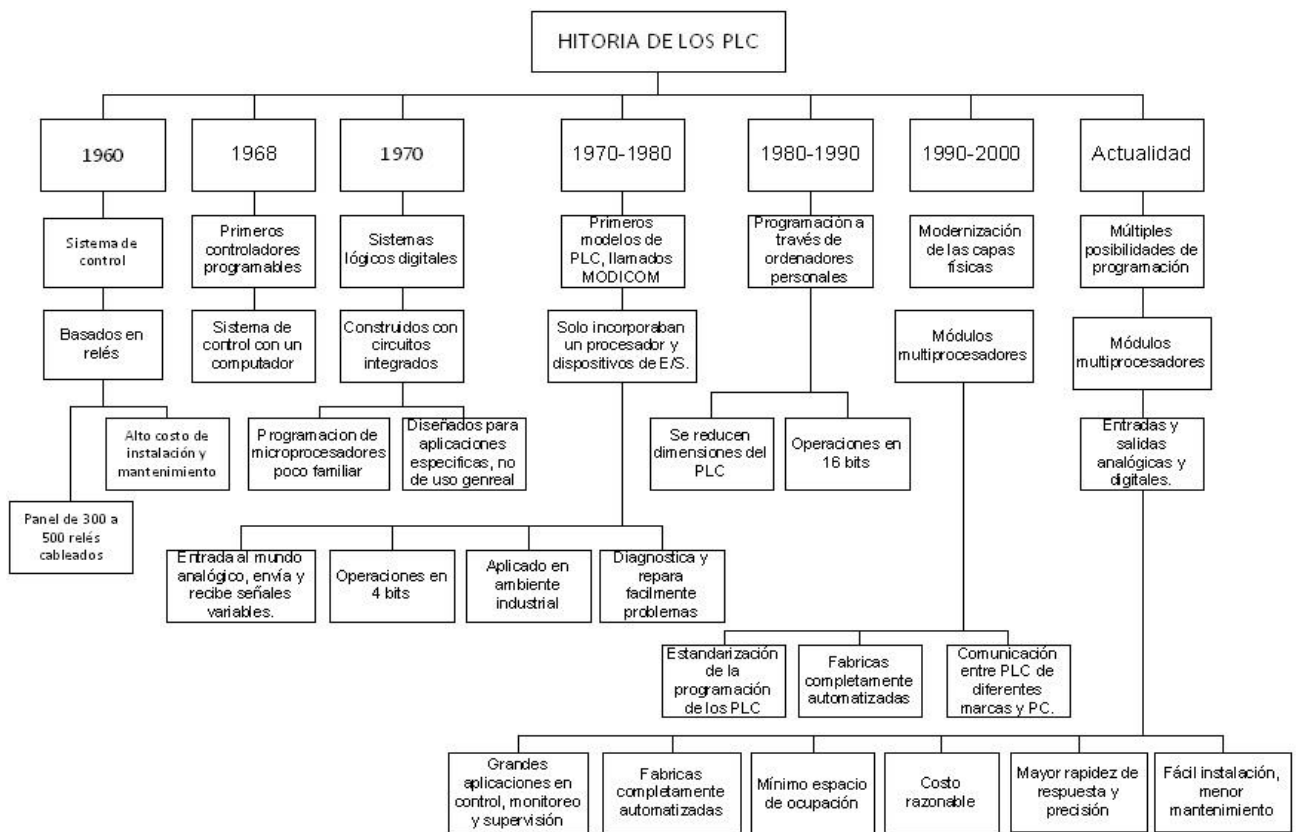 HITORIA DE LOS PLC
1960
1968
1970
1970-1980
1980-1990
1990-2000
Actualidad
Sistema de
control
Primeros
controladores
programables
Sistemas
lógicos digitales
Primeros
modelos de
PLC, llamados
MODICOM
Programación a
través de
ordenadores
personales
Modernización
de las capas
físicas
Múltiples
posibilidades de
programación
Basados en
relés
Sistema de
control con un
computador
Construidos con
circuitos
integrados
Solo incorporaban
un procesador y
dispositivos de E/S.
Módulos
multiprocesadores
Módulos
multiprocesadores
Alto costo de
instalación y
mantenimiento
Programacion de
microprocesadores
poco familiar
Diseñados para
aplicaciones
especificas, no
de uso genreal
Se reducen
dimensiones del
PLC
Operaciones en
16 bits
Entradas y
salidas
analógicas y
digitales.
Panel de 300 a
500 relés
cableados
Entrada al mundo
analógico, envía y
recibe señales
variables.
Operaciones en
4 bits
Aplicado en
ambiente
industrial
Diagnostica y
repara
facilmente
problemas
Estandarización
de la
programación
de los PLC
Fabricas
completamente
automatizadas
Comunicación
entre PLC de
diferentes
marcas y PC.
Grandes
aplicaciones en
control, monitoreo
y supervisión
Fabricas
completamente
automatizadas
Mínimo espacio
de ocupación
Costo
razonable
Mayor rapidez de
respuesta y
precisión
Fácil instalación,
menor
mantenimiento